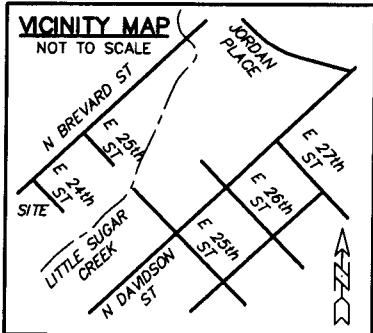 VICINITY MAP
NOT TO SCALE
JORDAN
PLACE
N BREVARD ST
E 25th
ST
E 24th
ST
SITE
E 27th
ST
E 26th
ST
E 25th
ST
LITTLE SUGAR
CREEK
N DAVIDSON
ST
N